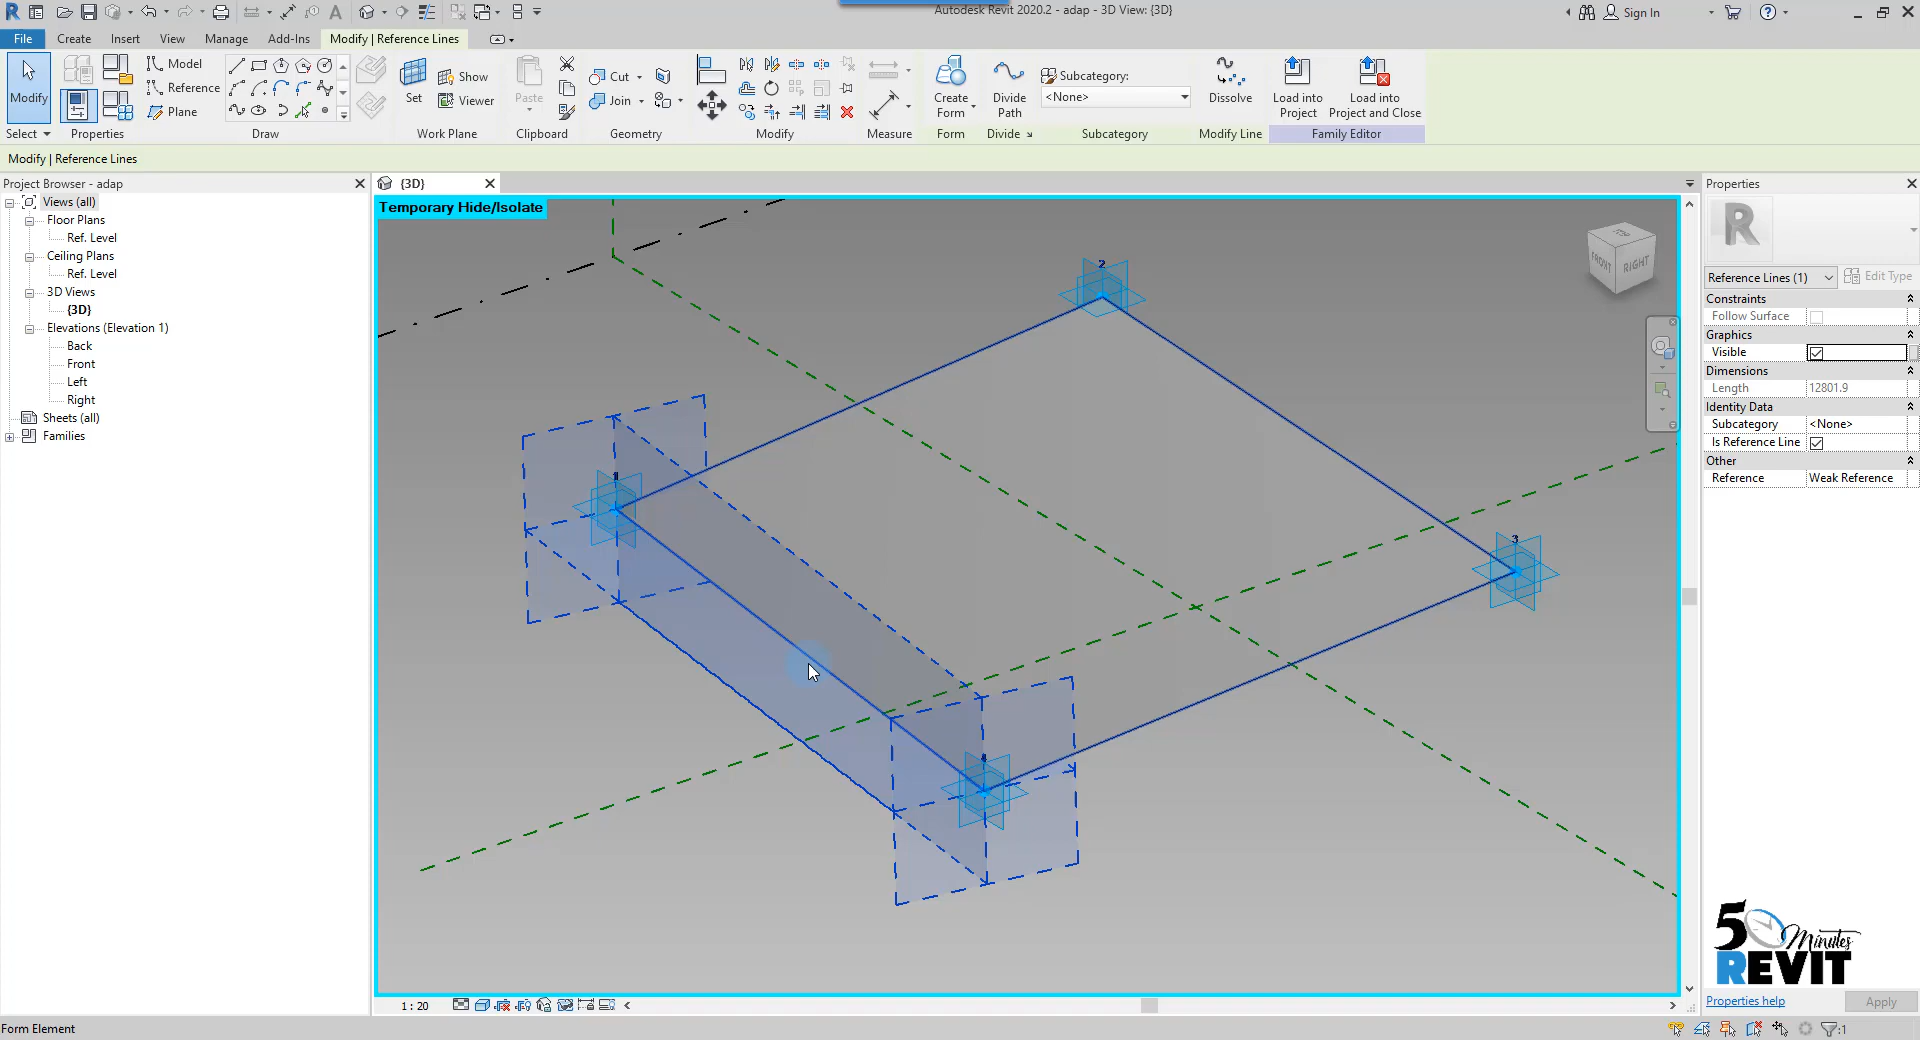 Autodesk Revit 2020.2 - adap - 3D View: {3D}
Sign In
File
Create
Insert
View
Manage
Add-Ins
Modify | Reference Lines
Modify
Select
Properties
Model
Reference
Plane
Draw
Set
Show
Viewer
Work Plane
Paste
Clipboard
Cut
Join
Geometry
Modify
Measure
Create
Form
Form
Divide
Path
Divide
Subcategory:
<None>
Subcategory
Dissolve
Modify Line
Load into
Project
Load into
Project and Close
Family Editor
Modify | Reference Lines
Project Browser - adap
Views (all)
Floor Plans
Ref. Level
Ceiling Plans
Ref. Level
3D Views
{3D}
Elevations (Elevation 1)
Back
Front
Left
Right
Sheets (all)
Families
{3D}
Temporary Hide/Isolate
1
2
3
4
FRONT
RIGHT
Properties
R
Reference Lines (1)
Edit Type
Constraints
Follow Surface
Graphics
Visible
Dimensions
Length 12801.9
Identity Data
Subcategory <None>
Is Reference Line
Other
Reference Weak Reference
5 Minutes
REVIT
Properties help
Apply
1 : 20
Form Element
:1